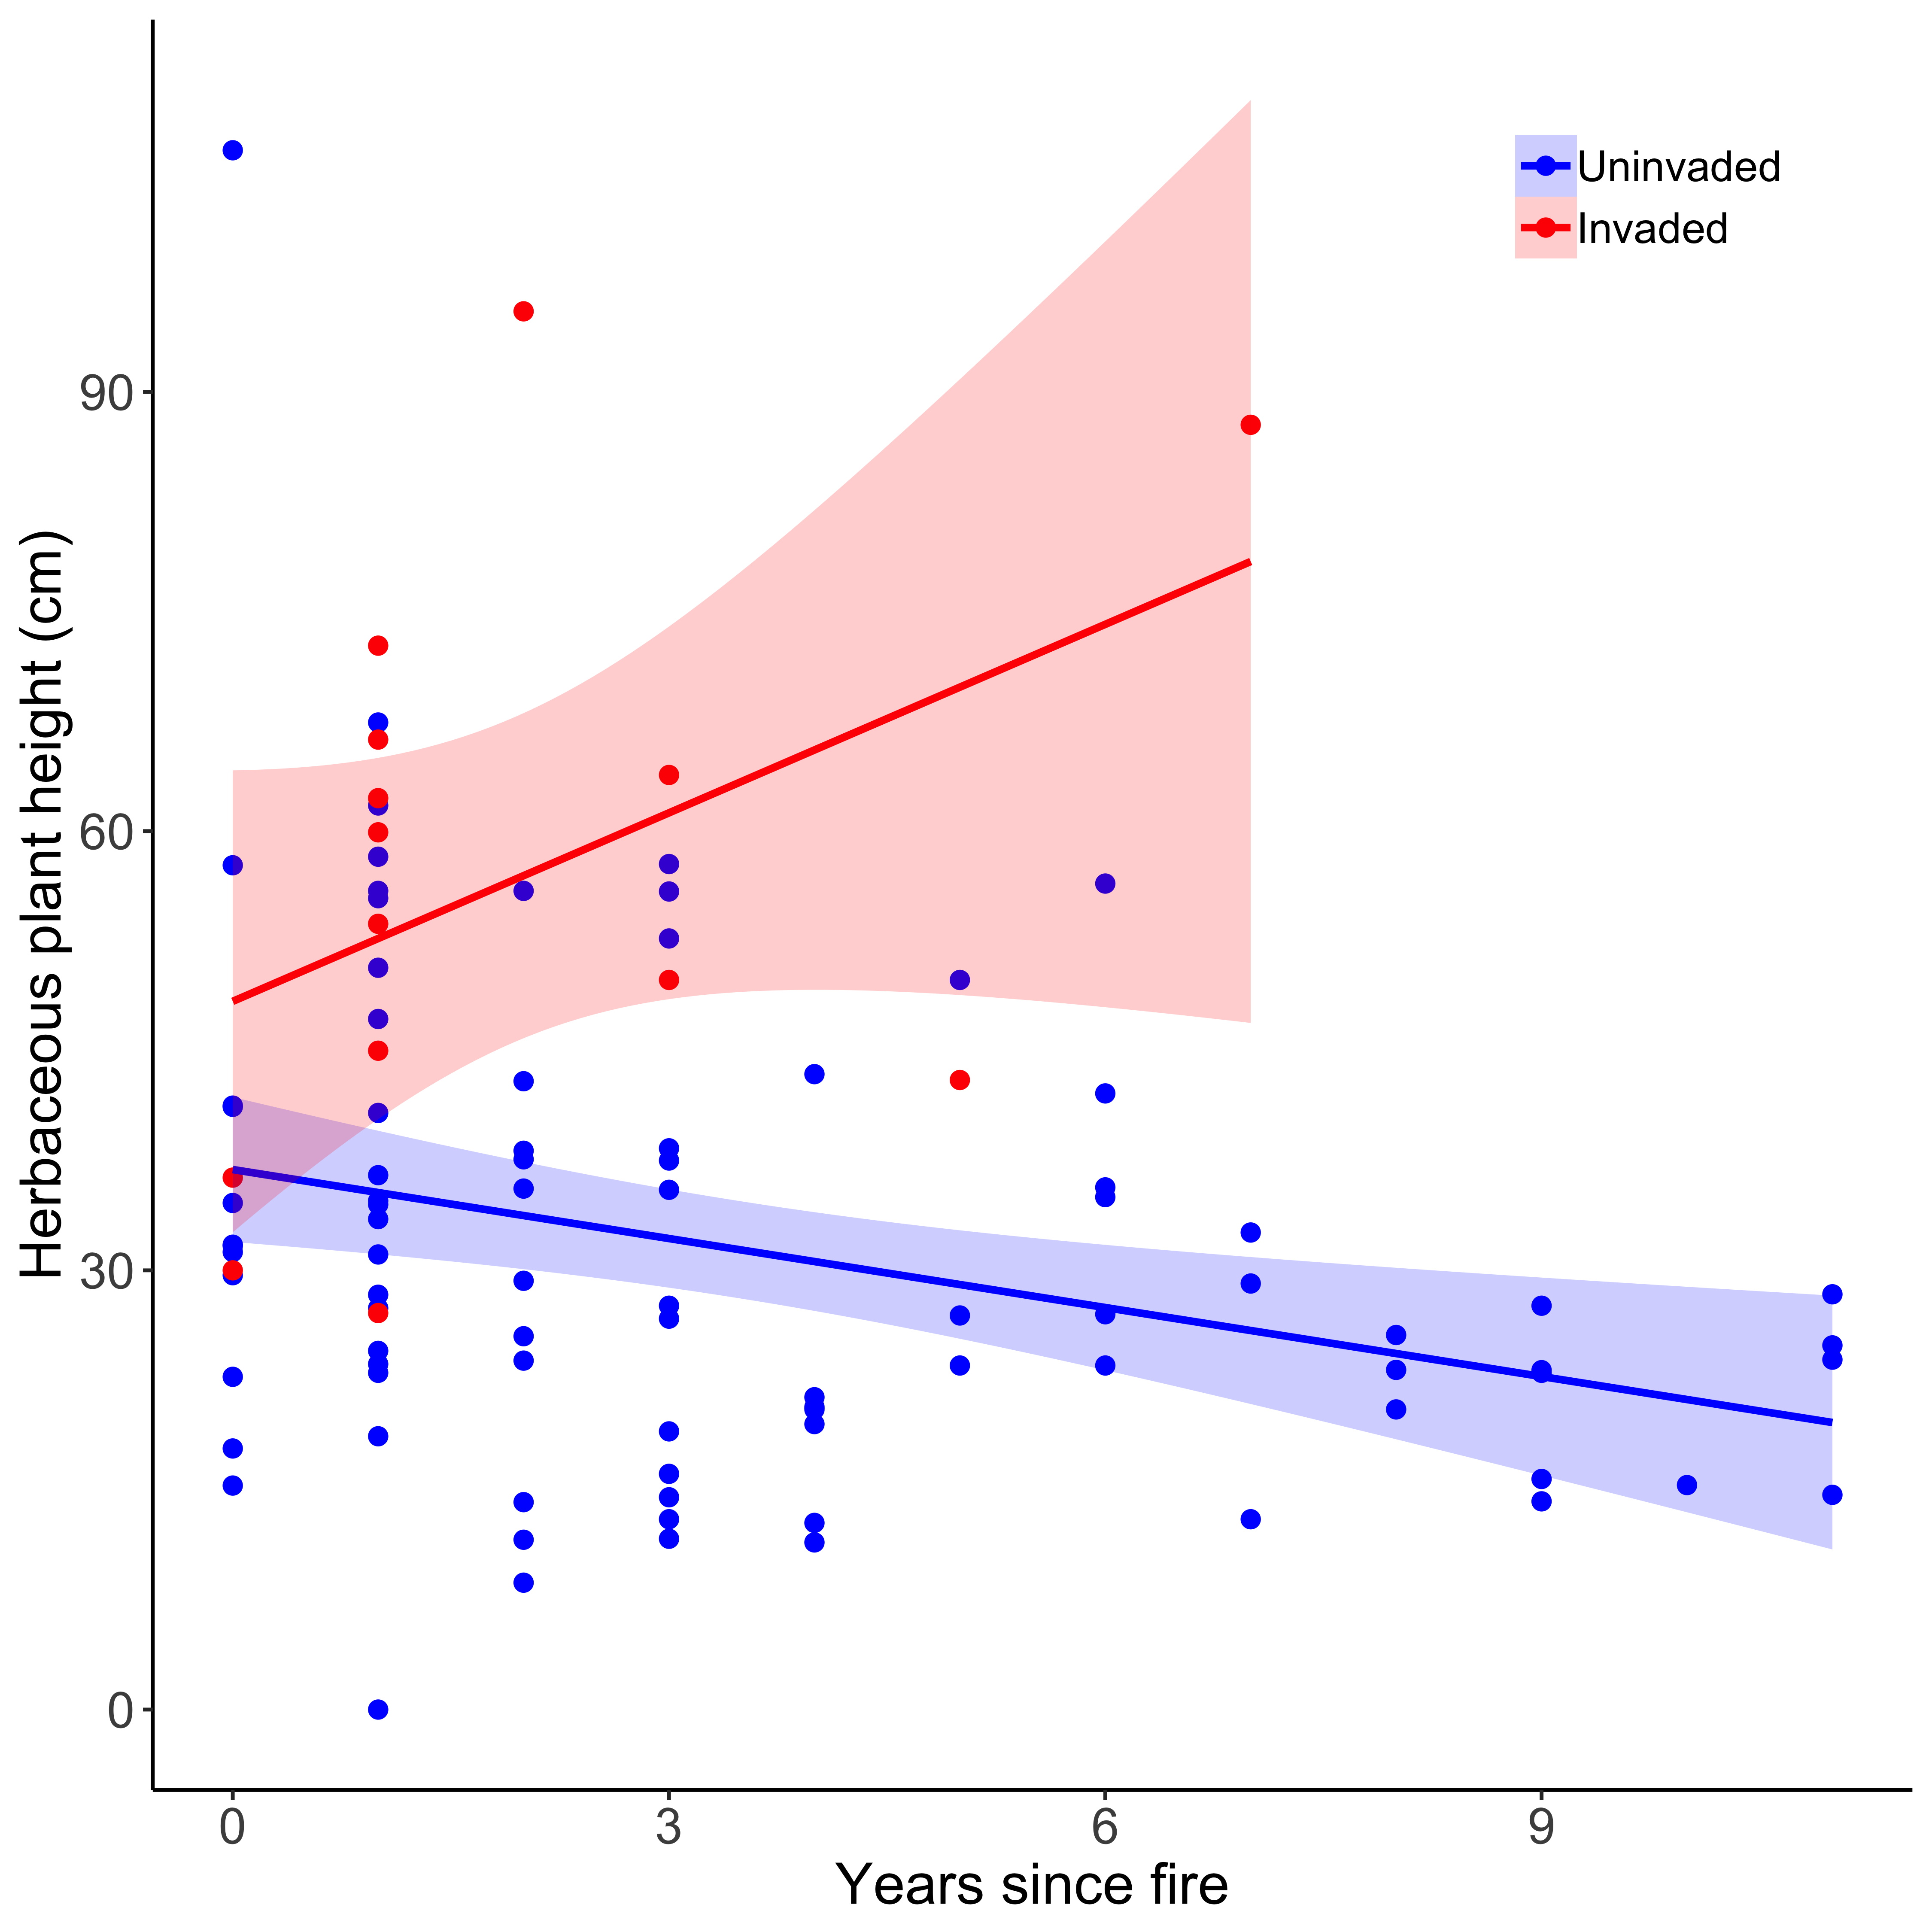 Uninvaded
Invaded
90
60
30
0
Herbaceous plant height (cm)
0 3 6 9
Years since fire